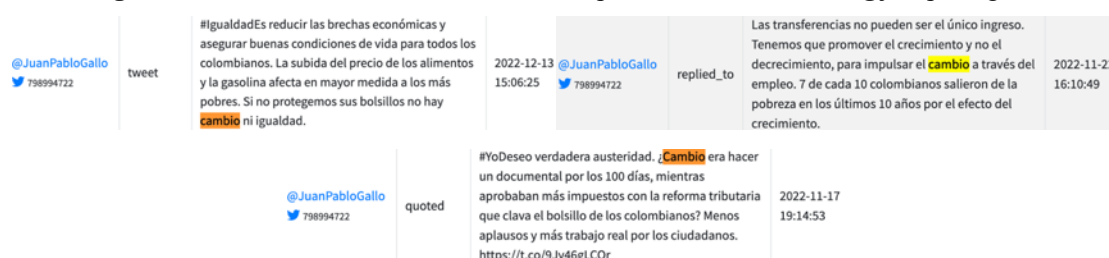 @JuanPabloGallo
798994722
tweet
#IgualdadEs reducir las brechas económicas y
asegurar buenas condiciones de vida para todos los
colombianos. La subida del precio de los alimentos
y la gasolina afecta en mayor medida a los más
pobres. Si no protegemos sus bolsillos no hay
cambio ni igualdad.
2022-12-13
15:06:25
@JuanPabloGallo
798994722
replied_to
Las transferencias no pueden ser el único ingreso.
Tenemos que promover el crecimiento y no el
decrecimiento, para impulsar el cambio a través del
empleo. 7 de cada 10 colombianos salieron de la
pobreza en los últimos 10 años por el efecto del
crecimiento.
16:10:49
@JuanPabloGallo
798994722
quoted
#YoDeseo verdadera austeridad. ¿Cambio era hacer
un documental por los 100 días, mientras
aprobaban más impuestos con la reforma tributaria
que clava el bolsillo de los colombianos? Menos
aplausos y más trabajo real por los ciudadanos.
2022-11-17
19:14:53